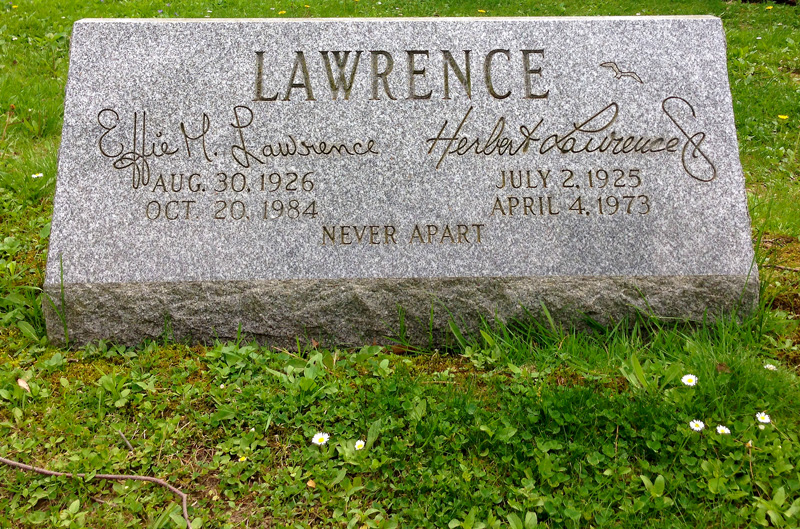 LAWRENCE
Effie M. Lawrence
AUG. 30, 1926
OCT. 20, 1984
Herbert Lawrence
JULY 2, 1925
APRIL 4, 1973
NEVER APART